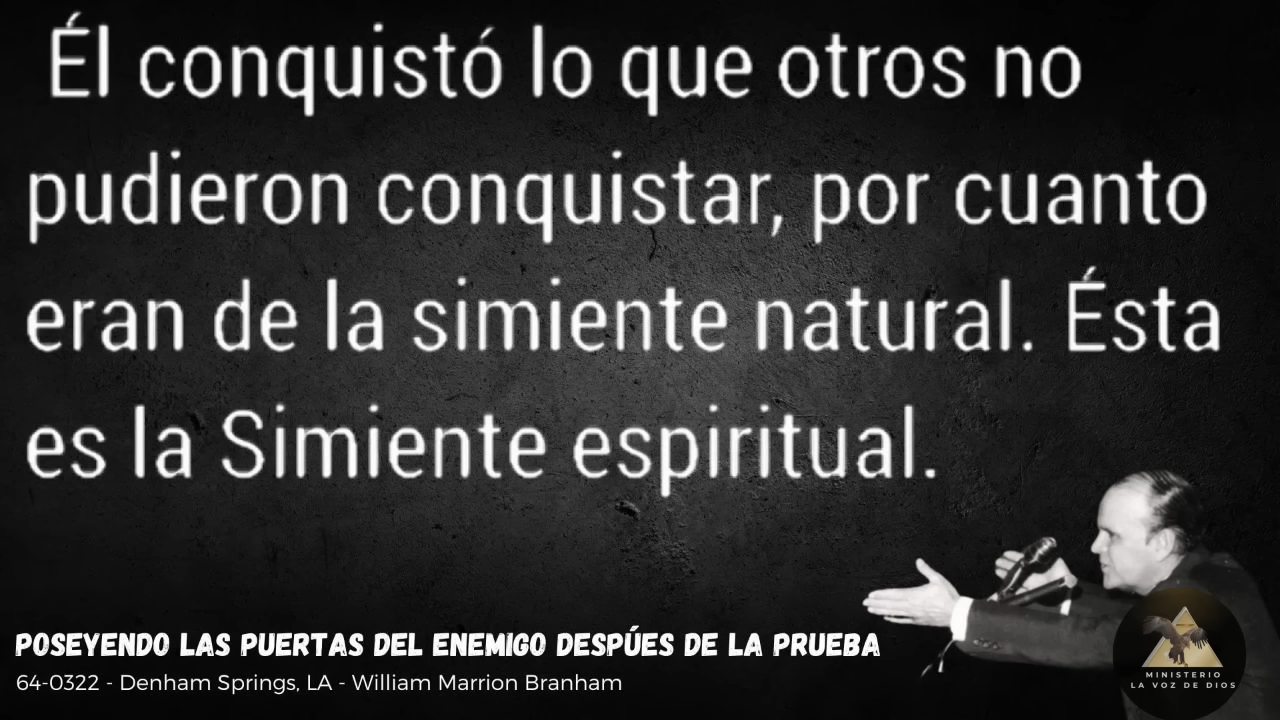 Él conquistó lo que otros no
pudieron conquistar, por cuanto
eran de la simiente natural. Ésta
es la Simiente espiritual.
POSEYENDO LAS PUERTAS DEL ENEMIGO DESPÚES DE LA PRUEBA
64-0322 - Denham Springs, LA - William Marrion Branham
MINISTERIO
LA VOZ DE DIOS